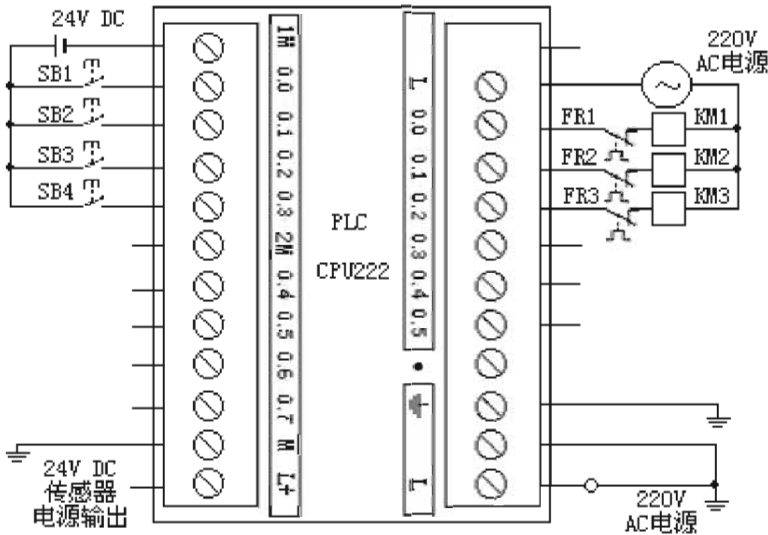 24V DC
SB1
SB2
SB3
SB4
24V DC
传感器
电源输出
1M
0.0
0.1
0.2
0.3
2M
0.4
0.5
0.6
0.7
M
L+
PLC
CPU222
L
0.0
0.1
0.2
0.3
0.4
0.5
L
220V
AC电源
FR1
KM1
FR2
KM2
FR3
KM3
220V
AC电源